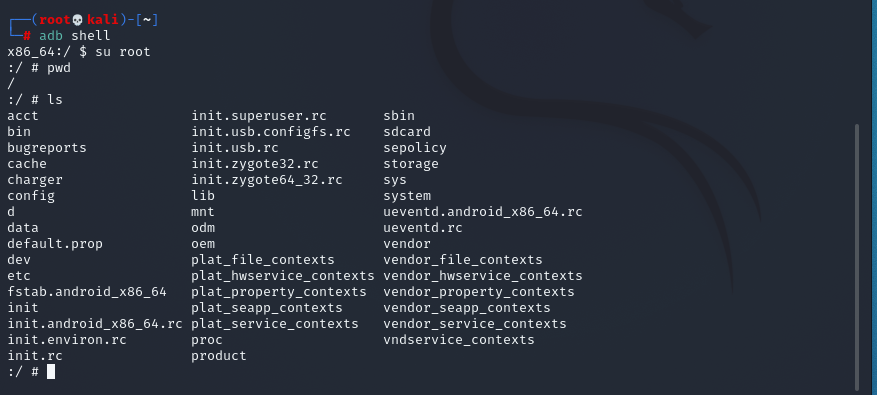 ┌──(root💀kali)-[~]
└─# adb shell
x86_64:/ $ su root
:/ # pwd
/
:/ # ls
acct               init.superuser.rc      sbin
bin                init.usb.configfs.rc   sdcard
bugreports         init.usb.rc            sepolicy
cache              init.zygote32.rc       storage
charger            init.zygote64_32.rc    sys
config             lib                    system
d                  mnt                    ueventd.android_x86_64.rc
data               odm                    ueventd.rc
default.prop       oem                    vendor
dev                plat_file_contexts     vendor_file_contexts
etc                plat_hwservice_contexts vendor_hwservice_contexts
fstab.android_x86_64   plat_property_contexts  vendor_property_contexts
init               plat_seapp_contexts    vendor_seapp_contexts
init.android_x86_64.rc plat_service_contexts   vendor_service_contexts
init.environ.rc    proc                   vndservice_contexts
init.rc            product
:/ #